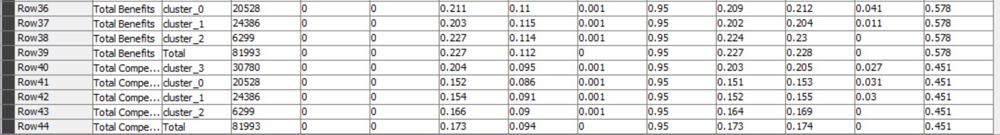 Row36 Total Benefits cluster_0 20528 0 0 0.211 0.11 0.001 0.95 0.209 0.212 0.041 0.578
Row37 Total Benefits cluster_1 24386 0 0 0.203 0.115 0.001 0.95 0.202 0.204 0.011 0.578
Row38 Total Benefits cluster_2 6299 0 0 0.227 0.114 0.001 0.95 0.224 0.23 0 0.578
Row39 Total Benefits Total 81993 0 0 0.227 0.112 0 0.95 0.227 0.228 0 0.578
Row40 Total Compe... cluster_3 30780 0 0 0.204 0.095 0.001 0.95 0.203 0.205 0.027 0.451
Row41 Total Compe... cluster_0 20528 0 0 0.152 0.086 0.001 0.95 0.151 0.153 0.031 0.451
Row42 Total Compe... cluster_1 24386 0 0 0.154 0.091 0.001 0.95 0.152 0.155 0.03 0.451
Row43 Total Compe... cluster_2 6299 0 0 0.166 0.09 0.001 0.95 0.164 0.169 0 0.451
Row44 Total Compe... Total 81993 0 0 0.173 0.094 0 0.95 0.173 0.174 0 0.451